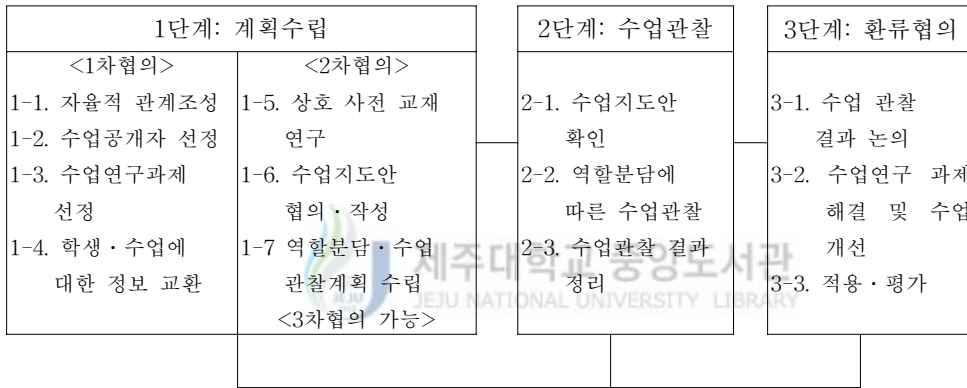 1단계: 계획수립
<1차협의>
1-1. 자율적 관계조성
1-2. 수업공개자 선정
1-3. 수업연구과제
선정
1-4. 학생·수업에
대한 정보 교환
<2차협의>
1-5. 상호 사전 교재
연구
1-6. 수업지도안
협의·작성
1-7 역할분담·수업
관찰계획 수립
<3차협의 가능>
2단계: 수업관찰
2-1. 수업지도안
확인
2-2. 역할분담에
따른 수업관찰
2-3. 수업관찰 결과
정리
3단계: 환류협의
3-1. 수업 관찰
결과 논의
3-2. 수업연구 과제
해결 및 수업
개선
3-3. 적용·평가
제주대학교 중앙도서관
JEJU NATIONAL UNIVERSITY LIBRARY
JEJU